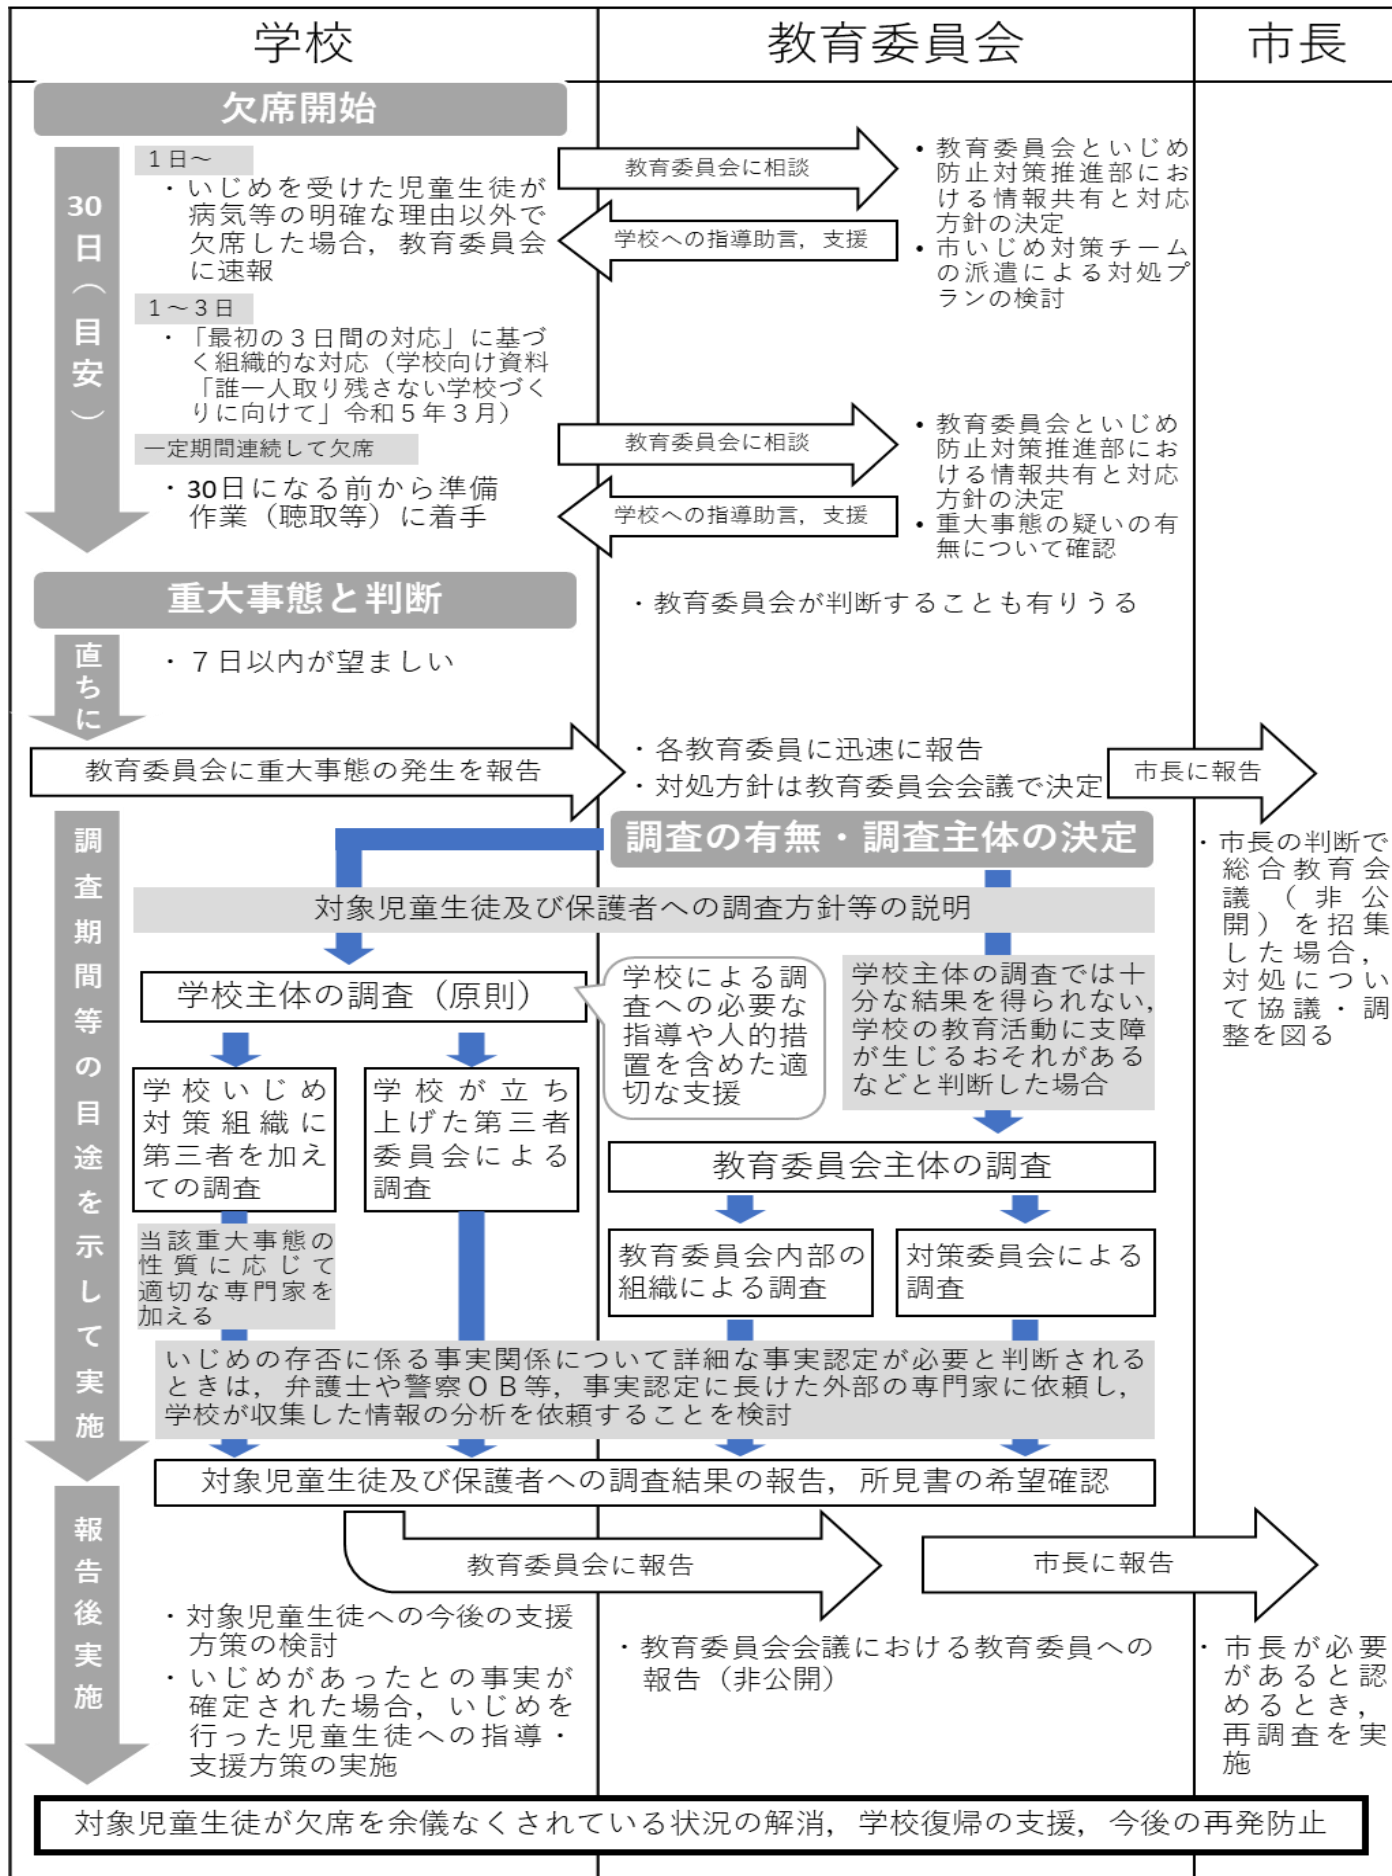 学校
教育委員会
市長
欠席開始
30日（目安）
1日～
・いじめを受けた児童生徒が
病気等の明確な理由以外で
欠席した場合，教育委員会
に速報
教育委員会に相談
学校への指導助言，支援
• 教育委員会といじめ
防止対策推進部にお
ける情報共有と対応
方針の決定
• 市いじめ対策チーム
の派遣による対処プ
ランの検討
1～3日
・「最初の３日間の対応」に基づ
く組織的な対応（学校向け資料
「誰一人取り残さない学校づく
りに向けて」令和５年３月）
一定期間連続して欠席
・30日になる前から準備
作業（聴取等）に着手
教育委員会に相談
学校への指導助言，支援
• 教育委員会といじめ
防止対策推進部にお
ける情報共有と対応
方針の決定
• 重大事態の疑いの有
無について確認
重大事態と判断
・教育委員会が判断することも有りうる
直ちに
・７日以内が望ましい
教育委員会に重大事態の発生を報告
・各教育委員に迅速に報告
・対処方針は教育委員会会議で決定
市長に報告
調査期間等の目途を示して実施
調査の有無・調査主体の決定
・市長の判断で
総合教育会
議（非公
開）を招集
した場合，
対処につい
て協議・調
整を図る
対象児童生徒及び保護者への調査方針等の説明
学校主体の調査（原則）
学校による調
査への必要な
指導や人的措
置を含めた適
切な支援
学校主体の調査では十
分な結果を得られない,
学校の教育活動に支障
が生じるおそれがある
などと判断した場合
学校いじめ
対策組織に
第三者を加え
ての調査
学校が立ち
上げた第三者
委員会による
調査
教育委員会主体の調査
当該重大事態の
性質に応じて
適切な専門家を
加える
教育委員会内部の
組織による調査
対策委員会による
調査
いじめの存否に係る事実関係について詳細な事実認定が必要と判断される
ときは，弁護士や警察ＯＢ等，事実認定に長けた外部の専門家に依頼し，
学校が収集した情報の分析を依頼することを検討
対象児童生徒及び保護者への調査結果の報告，所見書の希望確認
報告後実施
教育委員会に報告
市長に報告
・対象児童生徒への今後の支援
方策の検討
・いじめがあったとの事実が
確定された場合，いじめを
行った児童生徒への指導・
支援方策の実施
・教育委員会会議における教育委員への
報告（非公開）
・市長が必要
があると認
めるとき，
再調査を実
施
対象児童生徒が欠席を余儀なくされている状況の解消，学校復帰の支援，今後の再発防止